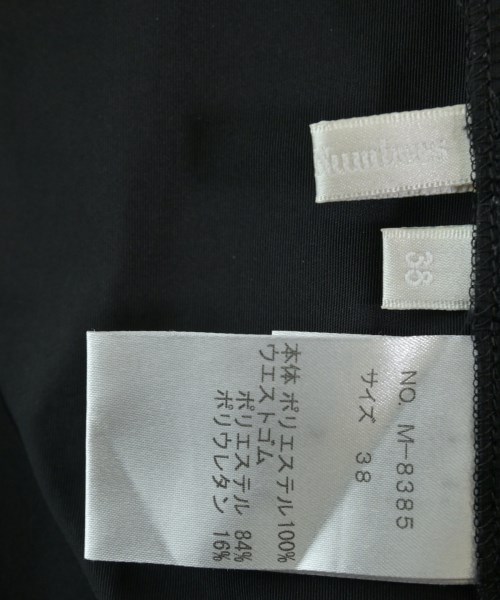 Numbers
38
NO. M-8385
サイズ 38
本体 ポリエステル100%
ウエストゴム
ポリエステル 84%
ポリウレタン 16%